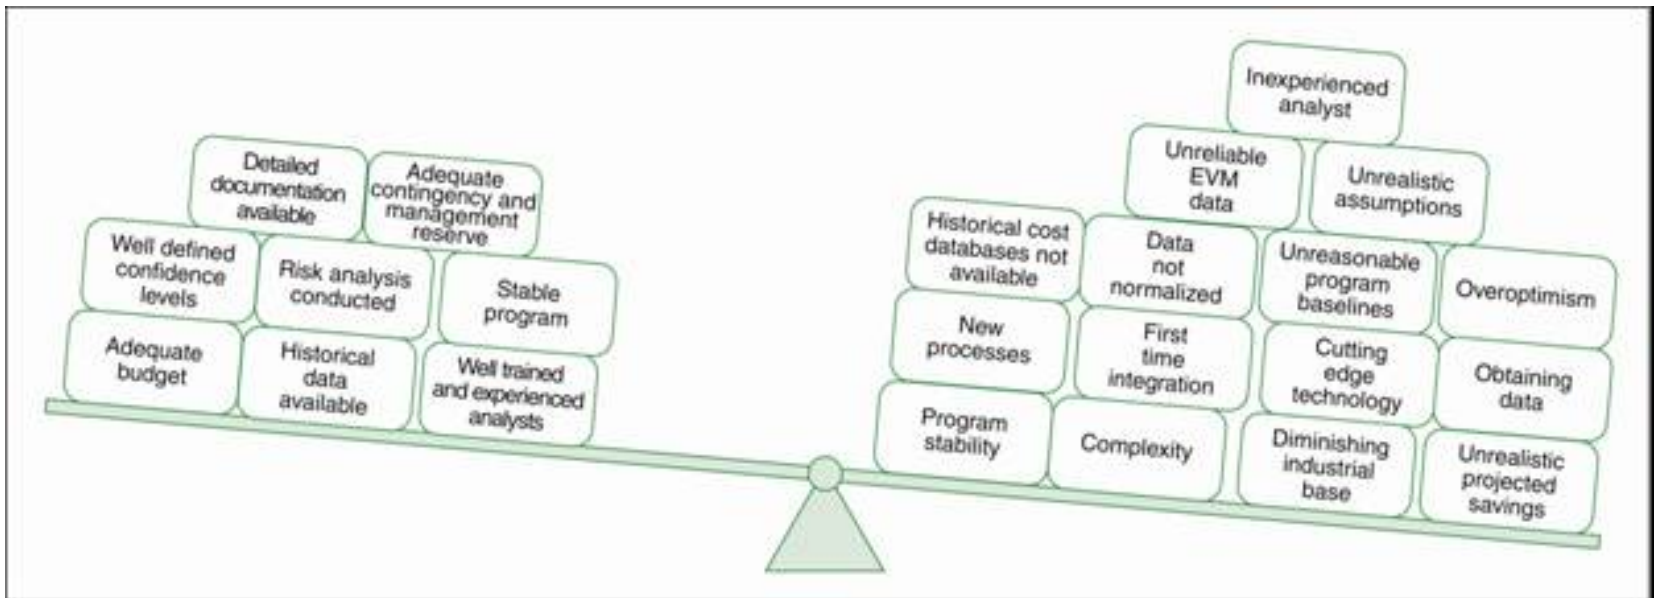 Detailed
documentation
available
Adequate
contingency and
management
reserve
Well defined
confidence
levels
Risk analysis
conducted
Stable
program
Adequate
budget
Historical
data
available
Well trained
and experienced
analysts
Inexperienced
analyst
Unreliable
EVM
data
Unrealistic
assumptions
Historical cost
databases not
available
Data
not
normalized
Unreasonable
program
baselines
Overoptimism
New
processes
First
time
integration
Cutting
edge
technology
Obtaining
data
Program
stability
Complexity
Diminishing
industrial
base
Unrealistic
projected
savings